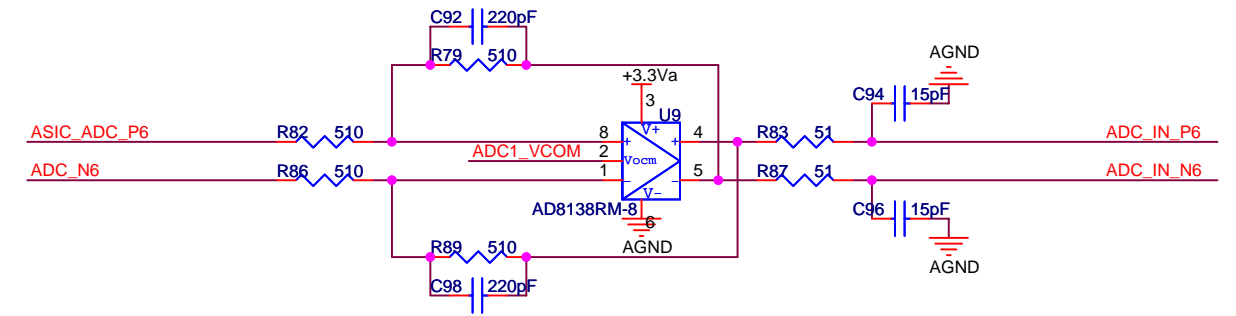 C92 220pF
R79 510
AGND
+3.3Va
C94 15pF
3
U9
V+
ASIC_ADC_P6
R82 510
8
+
+
4
R83 51
ADC_IN_P6
ADC1_VCOM
2
Vocm
ADC_N6
R86 510
1
-
-
5
R87 51
ADC_IN_N6
V-
AD8138RM-8
6
C96 15pF
AGND
R89 510
AGND
C98 220pF